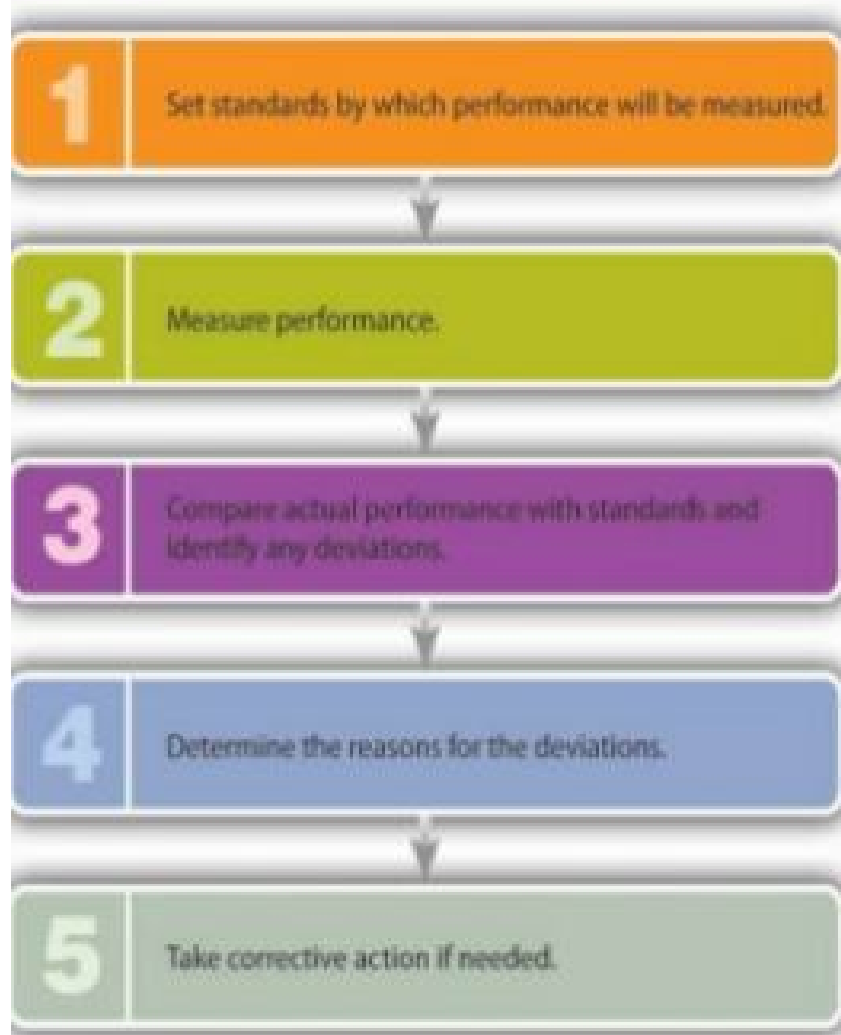 1
Set standards by which performance will be measured.
2
Measure performance.
3
Compare actual performance with standards and
identify any deviations.
4
Determine the reasons for the deviations.
5
Take corrective action if needed.